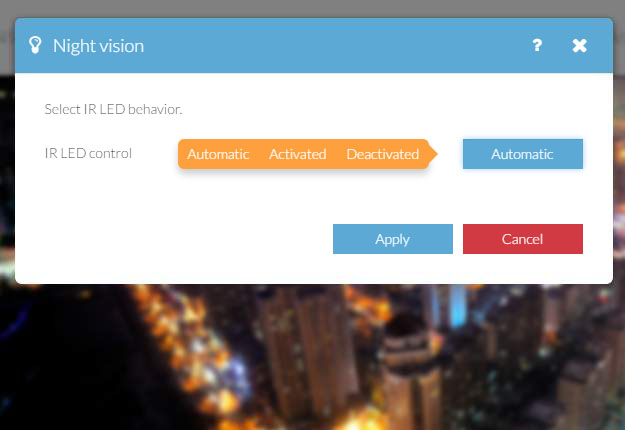 Night vision ?
Select IR LED behavior.
IR LED control Automatic Activated Deactivated Automatic
Apply Cancel